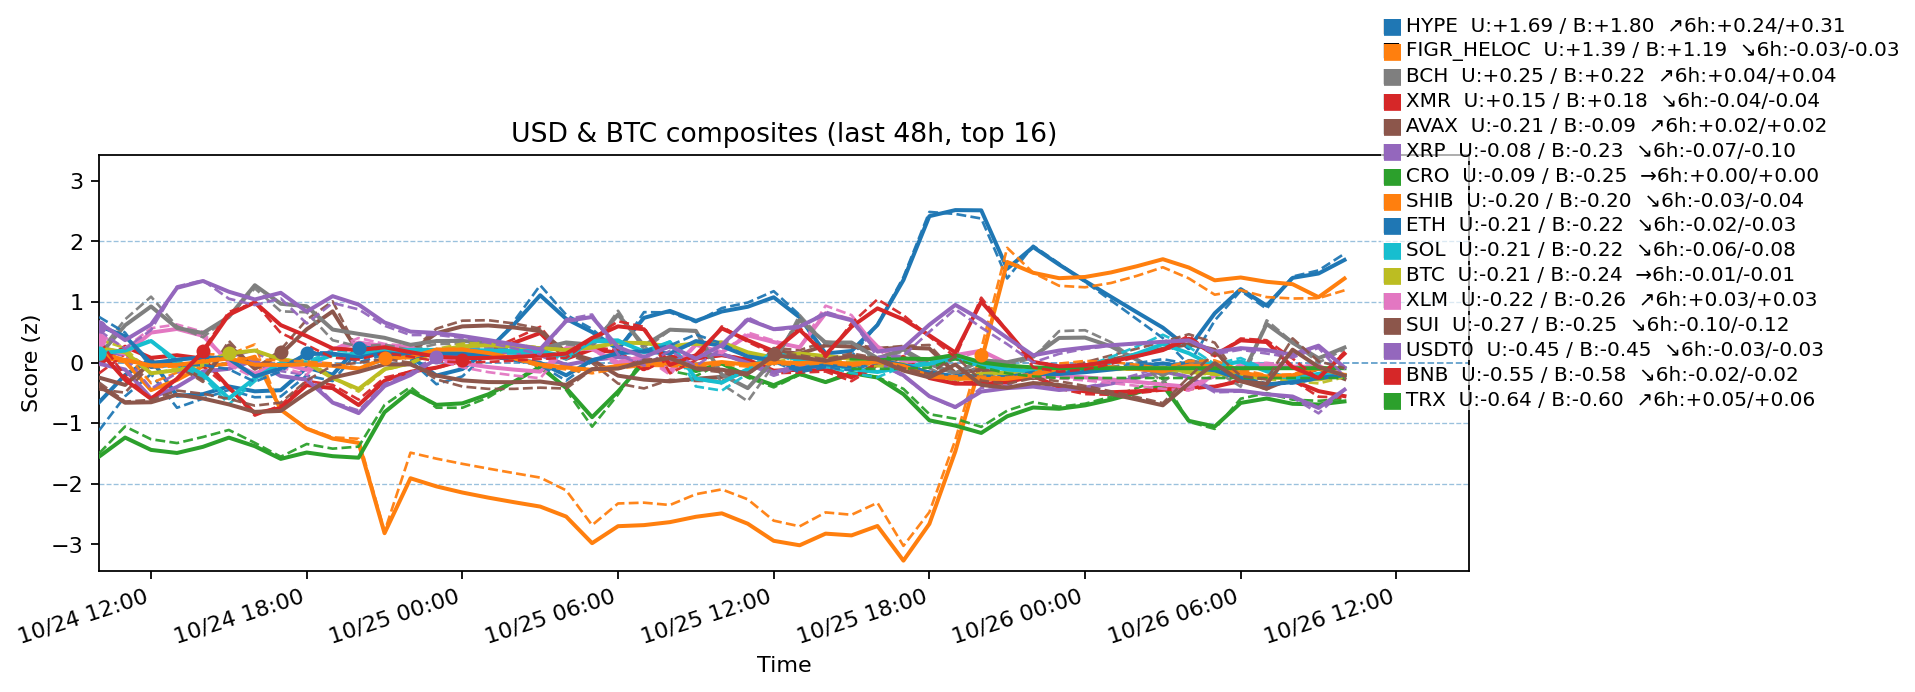 HYPE  U:+1.69 / B:+1.80  ↗6h:+0.24/+0.31
FIGR_HELOC  U:+1.39 / B:+1.19  ↘6h:-0.03/-0.03
BCH  U:+0.25 / B:+0.22  ↗6h:+0.04/+0.04
XMR  U:+0.15 / B:+0.18  ↘6h:-0.04/-0.04
AVAX  U:-0.21 / B:-0.09  ↗6h:+0.02/+0.02
XRP  U:-0.08 / B:-0.23  ↘6h:-0.07/-0.10
CRO  U:-0.09 / B:-0.25  →6h:+0.00/+0.00
SHIB  U:-0.20 / B:-0.20  ↘6h:-0.03/-0.04
ETH  U:-0.21 / B:-0.22  ↘6h:-0.02/-0.03
SOL  U:-0.21 / B:-0.22  ↘6h:-0.06/-0.08
BTC  U:-0.21 / B:-0.24  →6h:-0.01/-0.01
XLM  U:-0.22 / B:-0.26  ↗6h:+0.03/+0.03
SUI  U:-0.27 / B:-0.25  ↘6h:-0.10/-0.12
USDT0  U:-0.45 / B:-0.45  ↘6h:-0.03/-0.03
BNB  U:-0.55 / B:-0.58  ↘6h:-0.02/-0.02
TRX  U:-0.64 / B:-0.60  ↗6h:+0.05/+0.06
USD & BTC composites (last 48h, top 16)
Score (z)
3
2
1
0
−1
−2
−3
10/24 12:00
10/24 18:00
10/25 00:00
10/25 06:00
10/25 12:00
10/25 18:00
10/26 00:00
10/26 06:00
10/26 12:00
Time